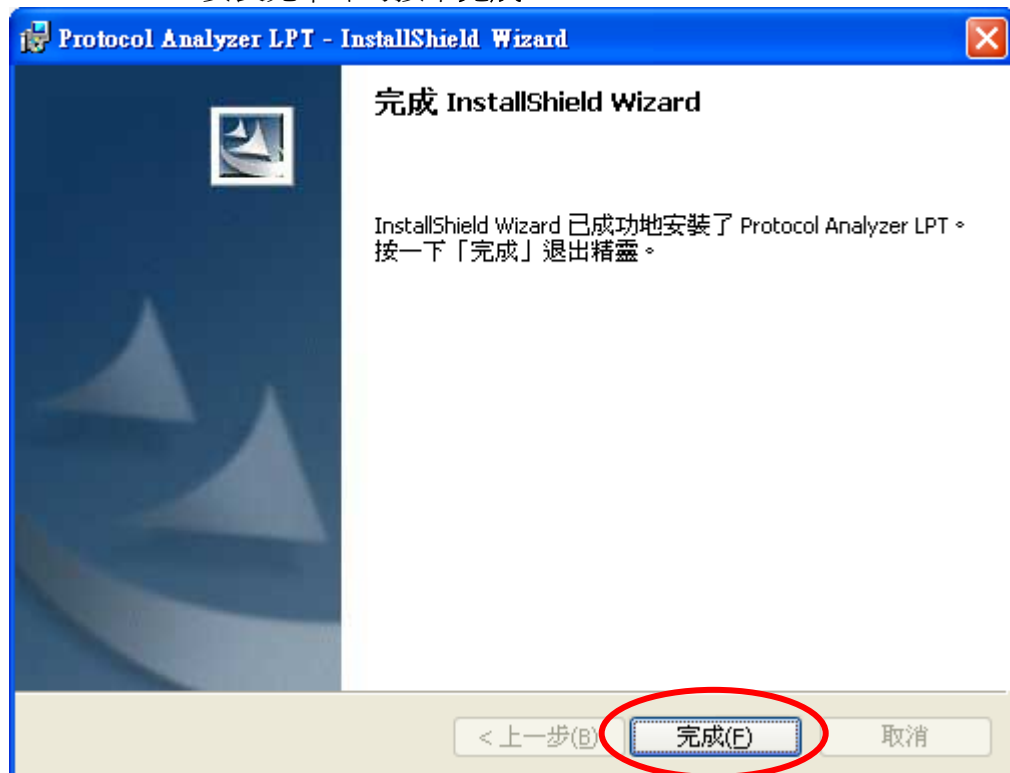 Protocol Analyzer LPT - InstallShield Wizard
完成 InstallShield Wizard
InstallShield Wizard 已成功地安裝了 Protocol Analyzer LPT。
按一下「完成」退出精靈。
< 上一步(B) 完成(F) 取消